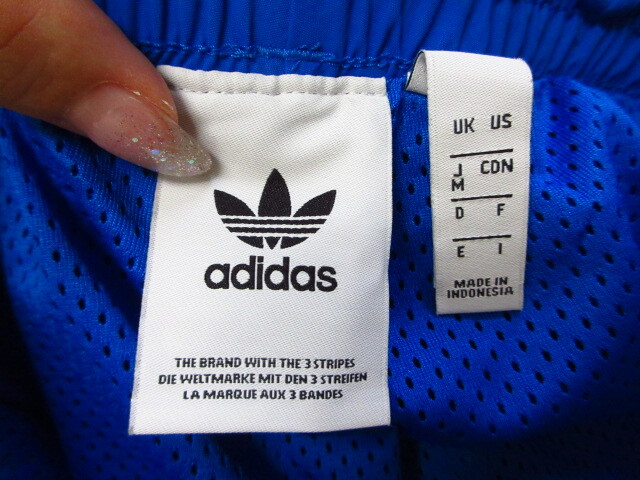 adidas
THE BRAND WITH THE 3 STRIPES
DIE WELTMARKE MIT DEN 3 STREIFEN
LA MARQUE AUX 3 BANDES
UK US
J
M CDN
D F
E I
MADE IN
INDONESIA